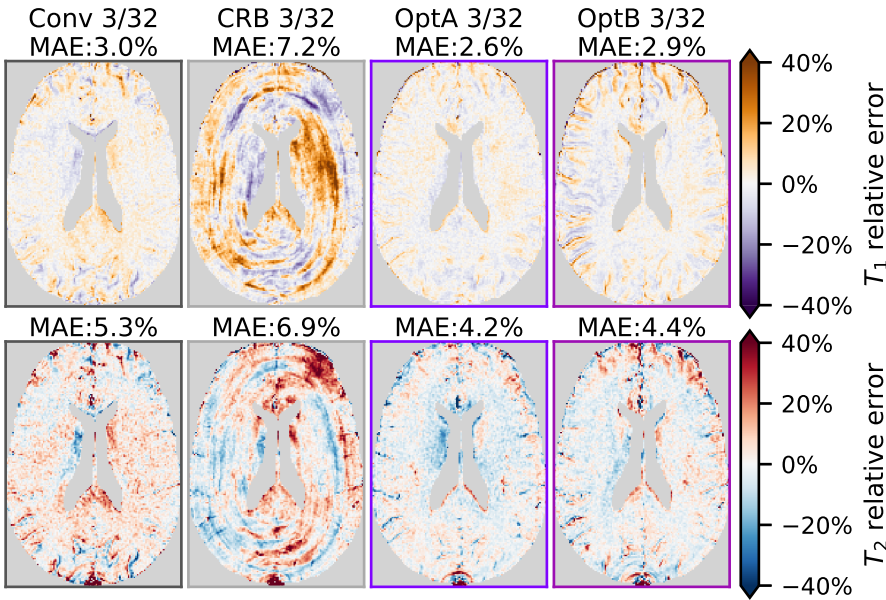 Conv 3/32 CRB 3/32 OptA 3/32 OptB 3/32
MAE:3.0% MAE:7.2% MAE:2.6% MAE:2.9%
40%
20%
0%
−20%
−40%
T₁ relative error
MAE:5.3% MAE:6.9% MAE:4.2% MAE:4.4%
40%
20%
0%
−20%
−40%
T₂ relative error